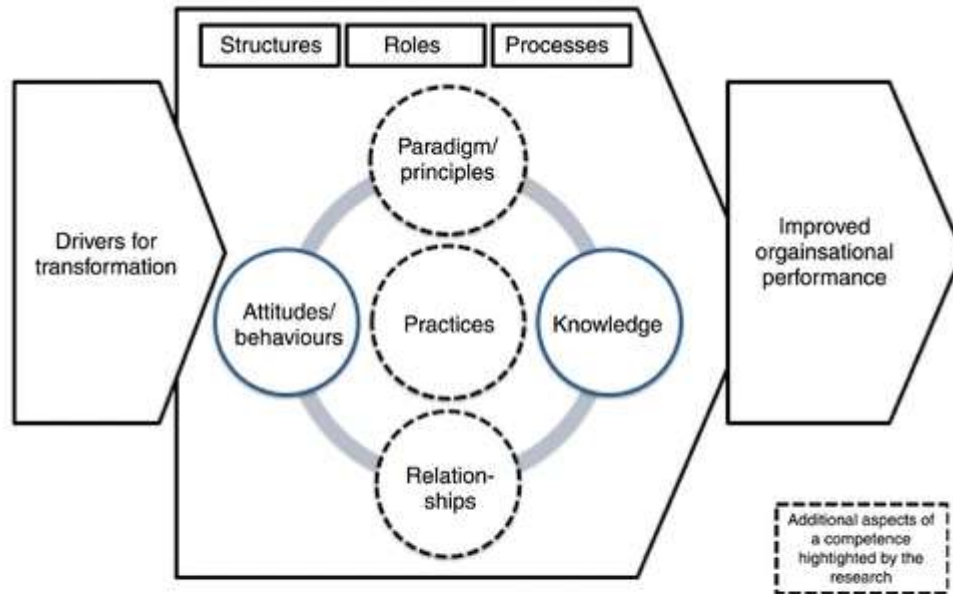 Structures
Roles
Processes
Paradigm/
principles
Drivers for
transformation
Attitudes/
behaviours
Practices
Knowledge
Relation-
ships
Improved
orgainsational
performance
Additional aspects of
a competence
highlighted by the
research